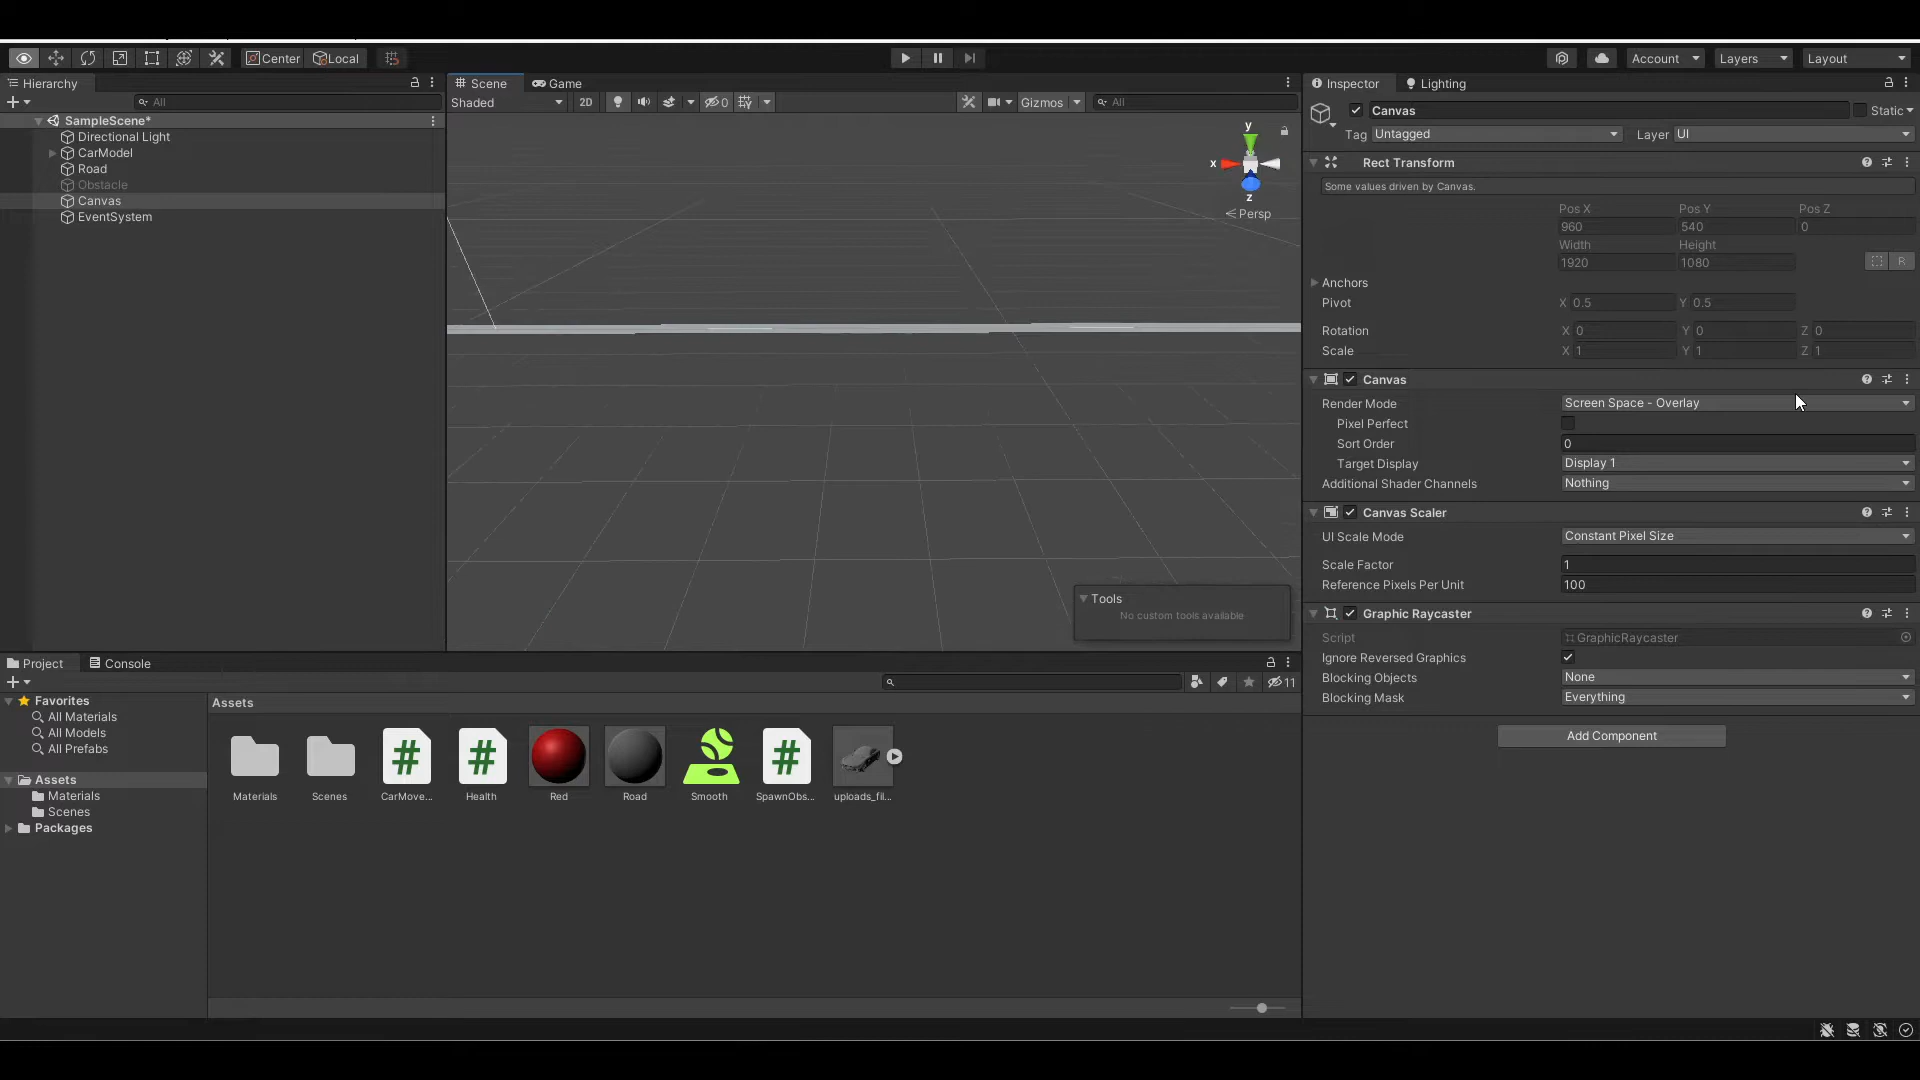 Center
Local
Account
Layers
Layout
Hierarchy
All
SampleScene*
Directional Light
CarModel
Road
Obstacle
Canvas
EventSystem
Scene
Game
Shaded
2D
0
Gizmos
All
y
x
z
Persp
Tools
No custom tools available
Inspector
Lighting
Canvas
Static
Tag Untagged
Layer UI
Rect Transform
Some values driven by Canvas.
Pos X Pos Y Pos Z
960 540 0
Width Height
1920 1080
R
Anchors
Pivot X 0.5 Y 0.5
Rotation X 0 Y 0 Z 0
Scale X 1 Y 1 Z 1
Canvas
Render Mode Screen Space - Overlay
Pixel Perfect
Sort Order 0
Target Display Display 1
Additional Shader Channels Nothing
Canvas Scaler
UI Scale Mode Constant Pixel Size
Scale Factor 1
Reference Pixels Per Unit 100
Graphic Raycaster
Script GraphicRaycaster
Ignore Reversed Graphics
Blocking Objects None
Blocking Mask Everything
Add Component
Project
Console
11
Favorites
All Materials
All Models
All Prefabs
Assets
Materials
Scenes
Packages
Assets
Materials
Scenes
CarMove...
Health
Red
Road
Smooth
SpawnObs...
uploads_fil...